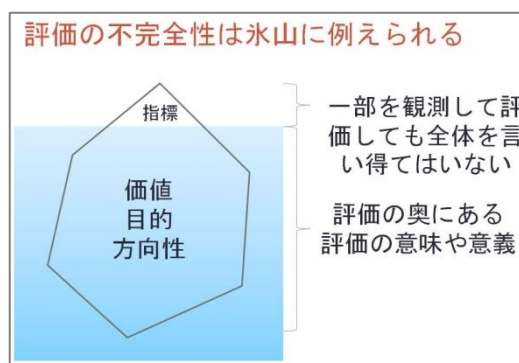 評価の不完全性は氷山に例えられる
指標
価値
目的
方向性
一部を観測して評
価しても全体を言
い得てはいない
評価の奥にある
評価の意味や意義